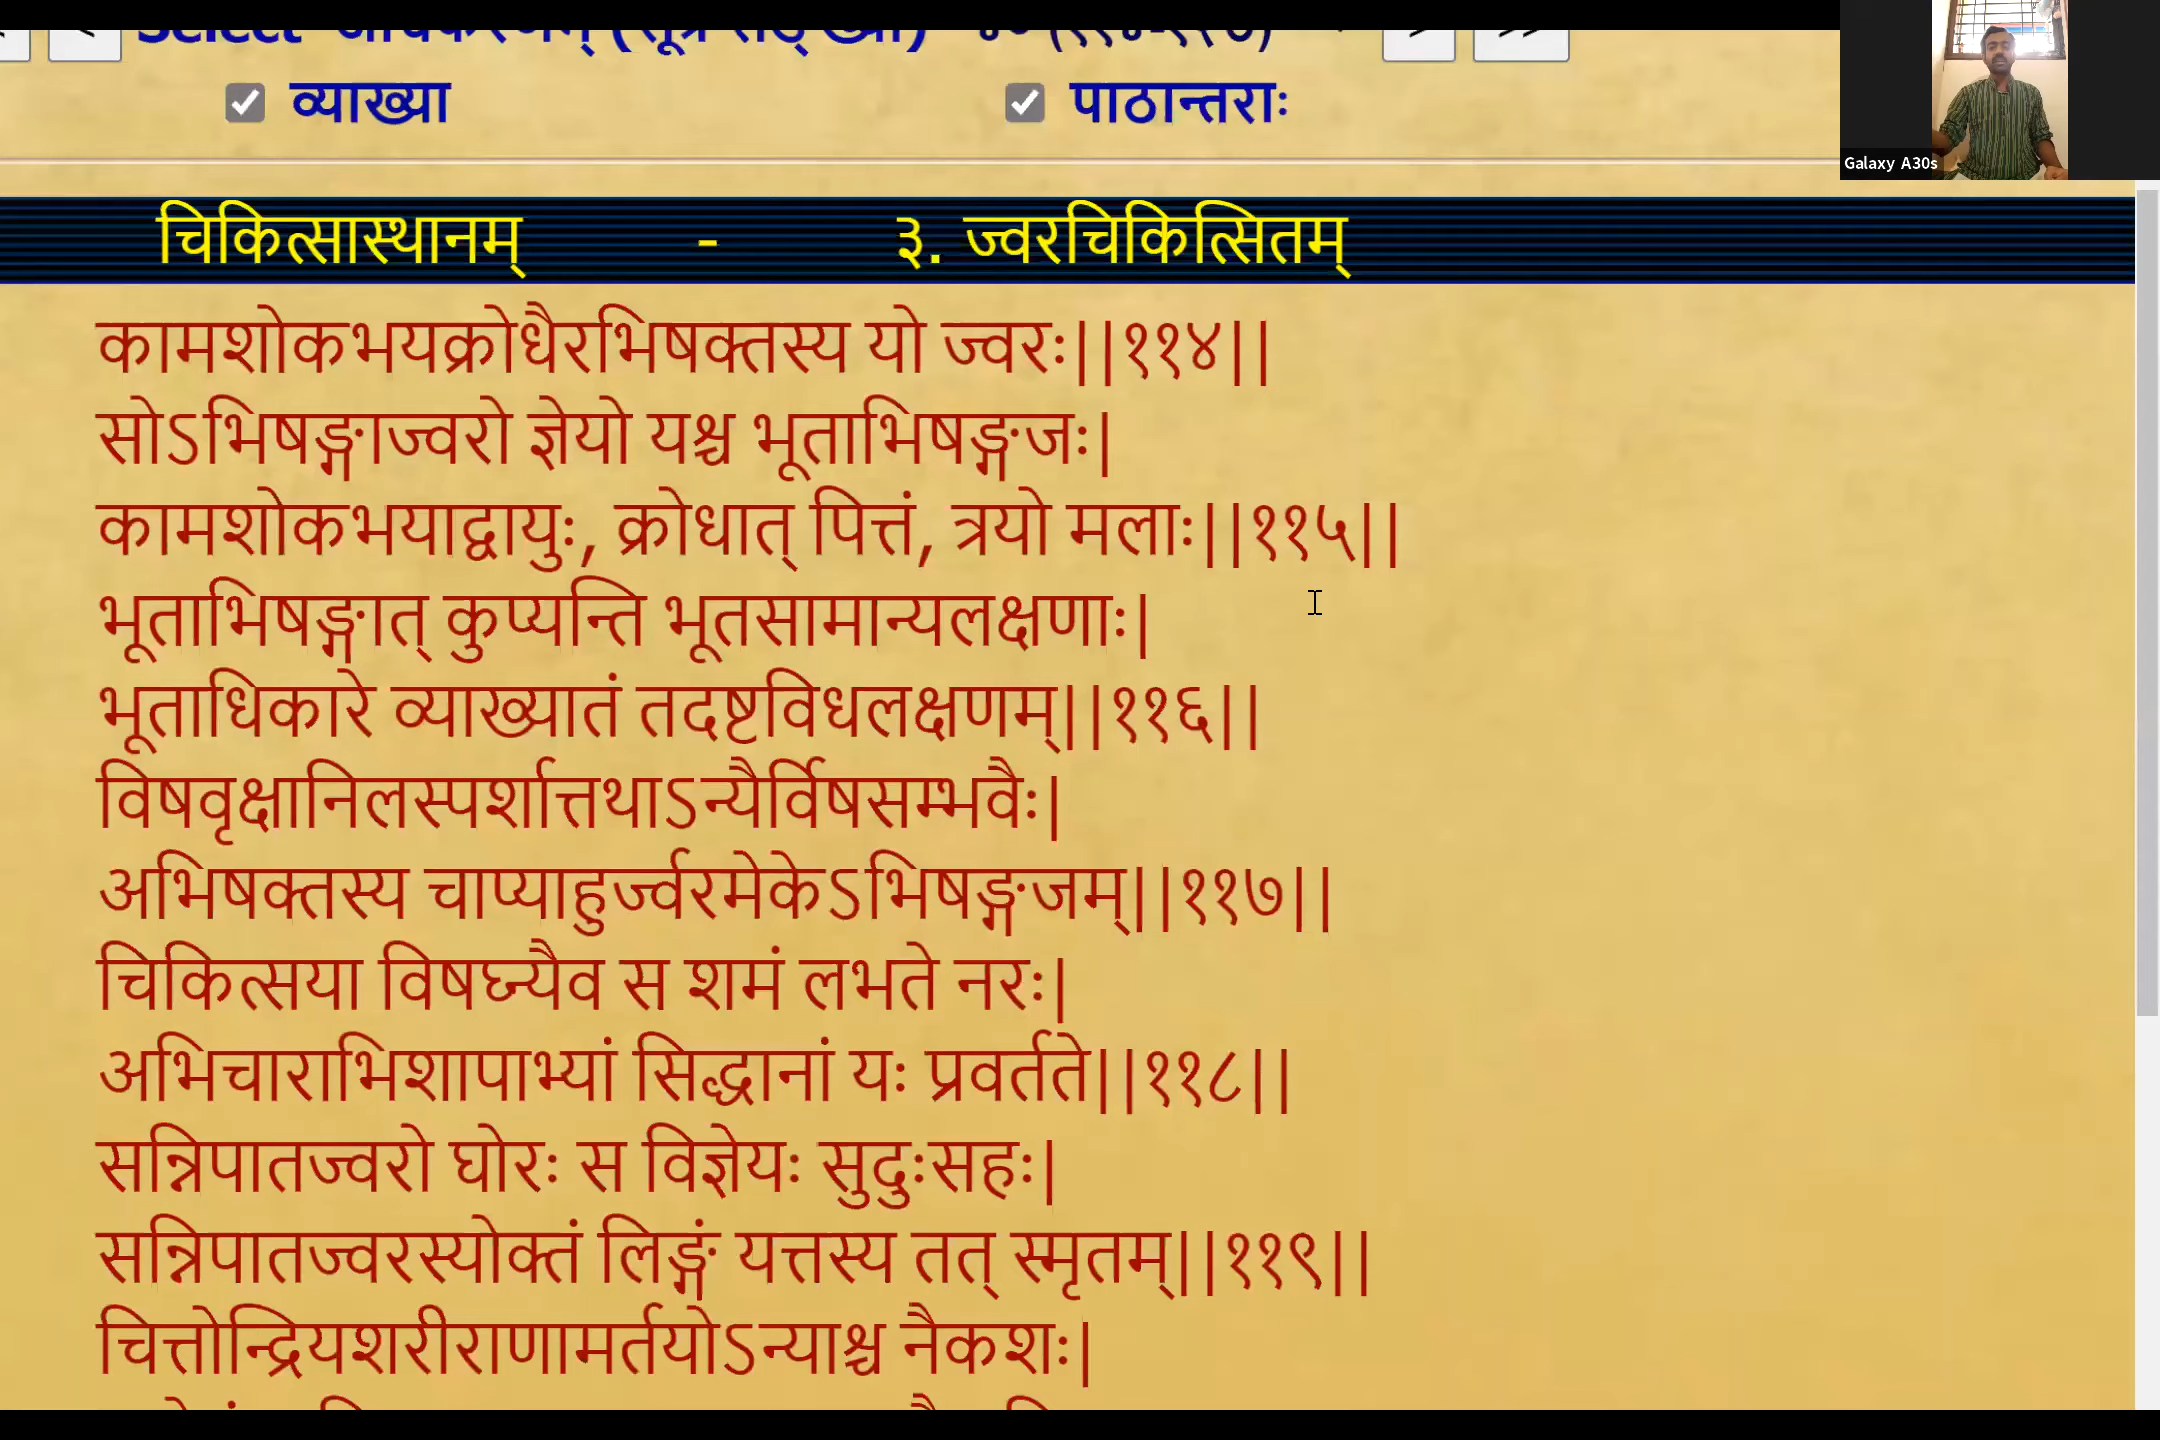 Select अधिकरणम् (सूत्र सङ्ख्या)
व्याख्या पाठान्तराः
Galaxy A30s
चिकित्सास्थानम् - ३. ज्वरचिकित्सितम्
कामशोकभयक्रोधैरभिषक्तस्य यो ज्वरः||११४||
सोऽभिषङ्गाज्वरो ज्ञेयो यश्च भूताभिषङ्गजः|
कामशोकभयाद्वायुः, क्रोधात् पित्तं, त्रयो मलाः||११५||
भूताभिषङ्गात् कुप्यन्ति भूतसामान्यलक्षणाः|
भूताधिकारे व्याख्यातं तदष्टविधलक्षणम्||११६||
विषवृक्षानिलस्पर्शात्तथाऽन्यैर्विषसम्भवैः|
अभिषक्तस्य चाप्याहुर्ज्वरमेकेऽभिषङ्गजम्||११७||
चिकित्सया विषघ्न्यैव स शमं लभते नरः|
अभिचाराभिशापाभ्यां सिद्धानां यः प्रवर्तते||११८||
सन्निपातज्वरो घोरः स विज्ञेयः सुदुःसहः|
सन्निपातज्वरस्योक्तं लिङ्गं यत्तस्य तत् स्मृतम्||११९||
चित्तोन्द्रियशरीराणामर्तयोऽन्याश्च नैकशः|